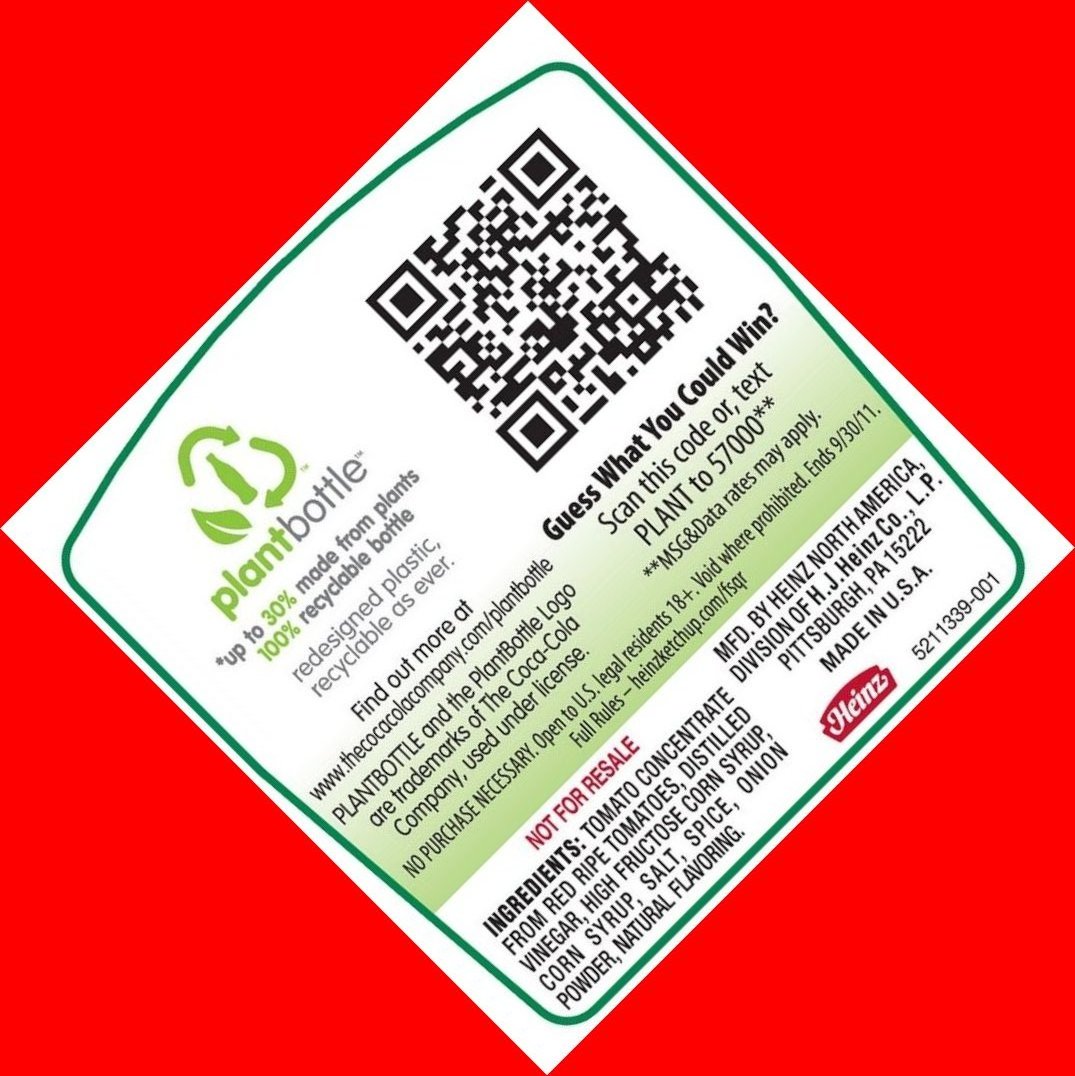 plantbottle™
*up to 30% made from plants
100% recyclable bottle
redesigned plastic,
recyclable as ever.
Find out more at
www.thecocacolacompany.com/plantbottle
PLANTBOTTLE and the PlantBottle Logo
are trademarks of The Coca-Cola
Company, used under license.
Guess What You Could Win?
Scan this code or, text
PLANT to 57000**
**MSG&Data rates may apply.
NO PURCHASE NECESSARY. Open to U.S. legal residents 18+. Void where prohibited. Ends 9/30/11.
Full Rules – heinzketchup.com/fsqr
NOT FOR RESALE
INGREDIENTS: TOMATO CONCENTRATE
FROM RED RIPE TOMATOES, DISTILLED
VINEGAR, HIGH FRUCTOSE CORN SYRUP,
CORN SYRUP, SALT, SPICE, ONION
POWDER, NATURAL FLAVORING.
MFD. BY HEINZ NORTH AMERICA,
DIVISION OF H.J. Heinz Co., L.P.
PITTSBURGH, PA 15222
MADE IN U.S.A.
Heinz
5211339-001